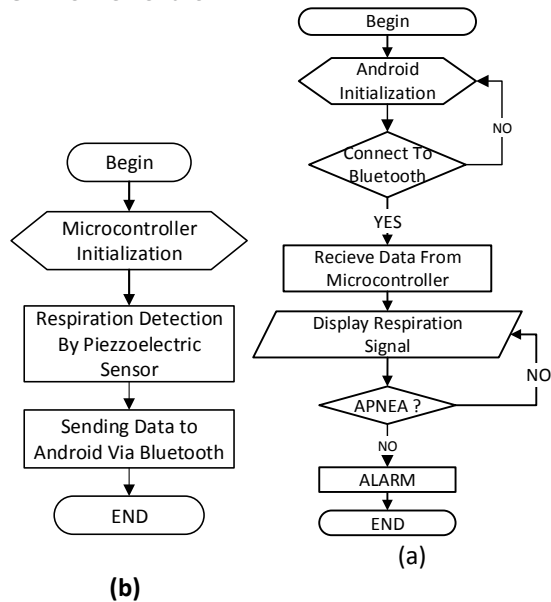 Begin
Microcontroller
Initialization
Respiration Detection
By Piezzoelectric
Sensor
Sending Data to
Android Via Bluetooth
END
(b)
Begin
Android
Initialization
NO
Connect To
Bluetooth
YES
Recieve Data From
Microcontroller
Display Respiration
Signal
NO
APNEA ?
NO
ALARM
END
(a)